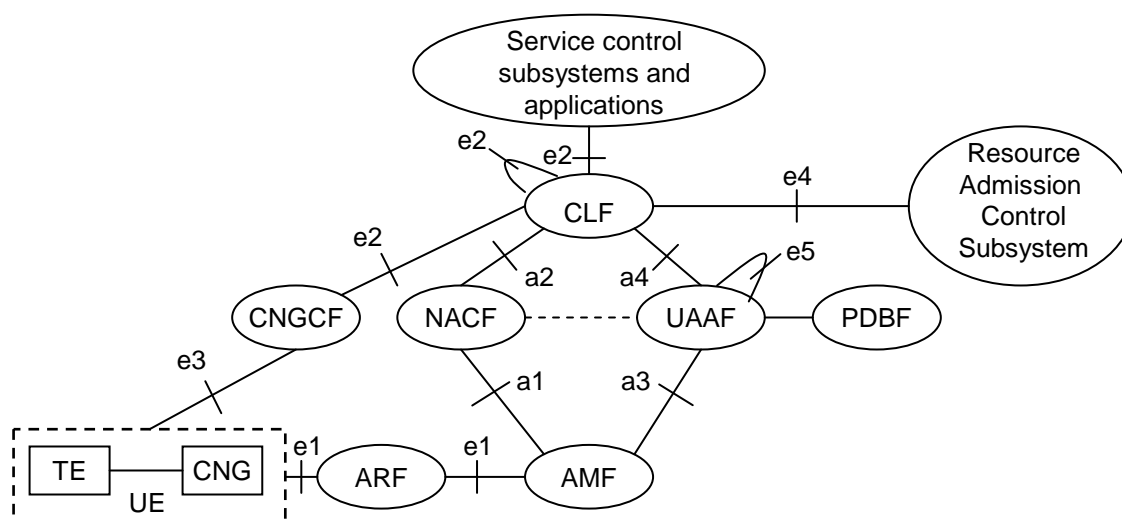 Service control
subsystems and
applications
e2
e2
Resource
Admission
Control
Subsystem
e4
CLF
e2
a2
a4
e5
CNGCF
NACF
UAAF
PDBF
e3
a1
a3
TE
CNG
UE
e1
ARF
e1
AMF